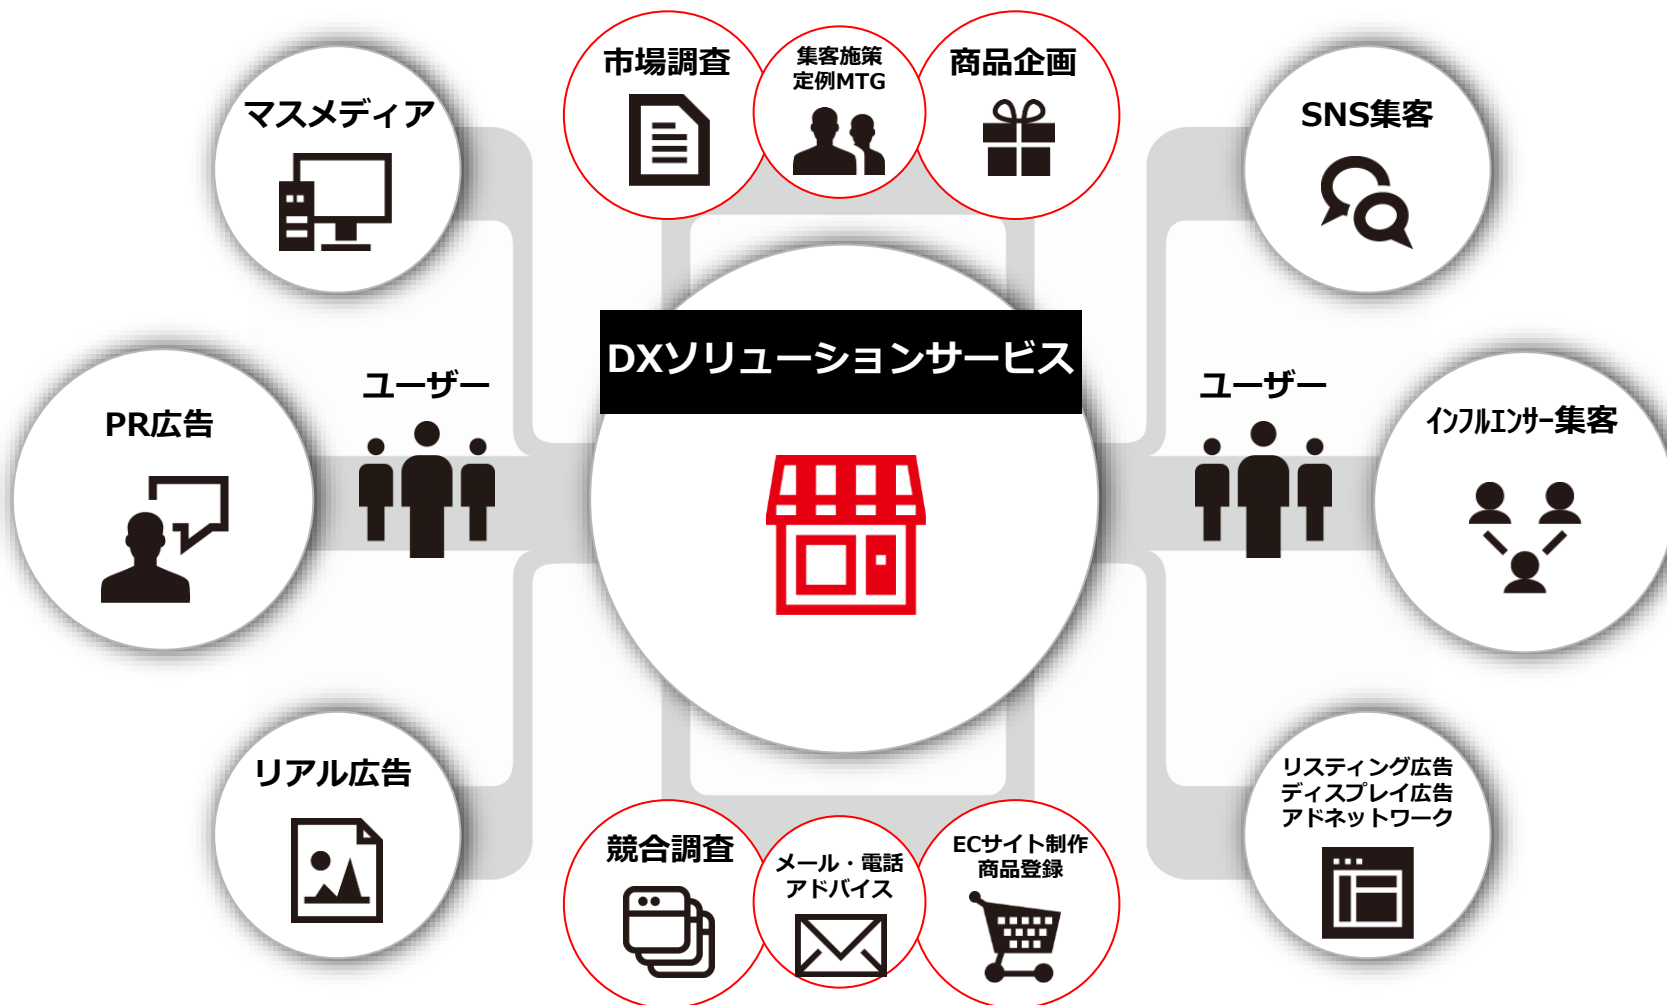 市場調査
集客施策
定例MTG
商品企画
マスメディア
SNS集客
DXソリューションサービス
ユーザー
ユーザー
PR広告
インフルエンサー集客
リアル広告
リスティング広告
ディスプレイ広告
アドネットワーク
競合調査
メール・電話
アドバイス
ECサイト制作
商品登録